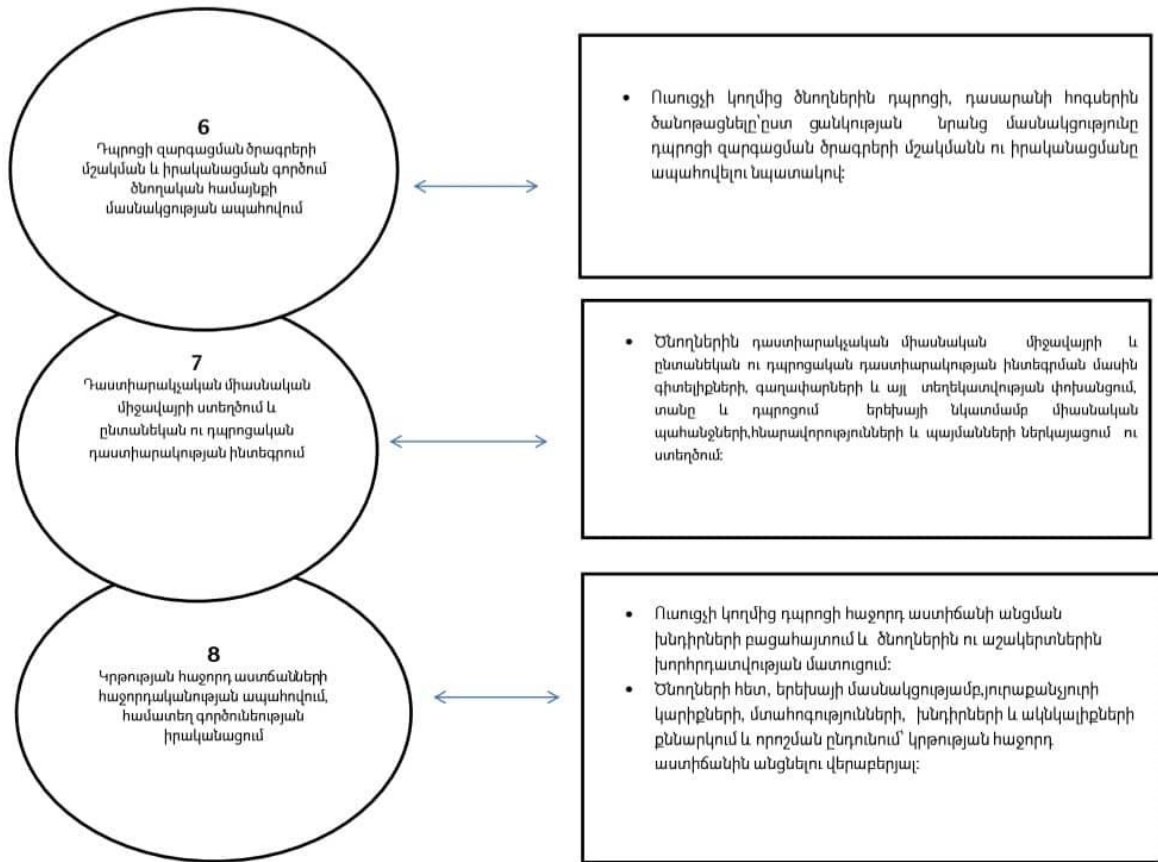 6
Դպրոցի զարգացման ծրագրերի
մշակման և իրականացման գործում
ծնողական համայնքի
մասնակցության ապահովում
• Ուսուցչի կողմից ծնողներին դպրոցի, դասարանի հոգսերին
ծանոթացնելը՝ըստ ցանկության նրանց մասնակցությունը
դպրոցի զարգացման ծրագրերի մշակմանն ու իրականացմանը
ապահովելու նպատակով:
7
Դաստիարակչական միասնական
միջավայրի ստեղծում և
ընտանեկան ու դպրոցական
դաստիարակության ինտեգրում
• Ծնողներին դաստիարակչական միասնական միջավայրի և
ընտանեկան ու դպրոցական դաստիարակության ինտեգրման մասին
գիտելիքների, գաղափարների և այլ տեղեկատվության փոխանցում,
տանը և դպրոցում երեխայի նկատմամբ միասնական
պահանջների,հնարավորությունների և պայմանների ներկայացում ու
ստեղծում:
8
Կրթության հաջորդ աստճանների
հաջորդականության ապահովում,
համատեղ գործունեության
իրականացում
• Ուսուցչի կողմից դպրոցի հաջորդ աստիճանի անցման
խնդիրների բացահայտում և ծնողներին ու աշակերտներին
խորհրդատվության մատուցում:
• Ծնողների հետ, երեխայի մասնակցությամբ,յուրաքանչյուրի
կարիքների, մտահոգությունների, խնդիրների և ակնկալիքների
քննարկում և որոշման ընդունում՝ կրթության հաջորդ
աստիճանին անցնելու վերաբերյալ: